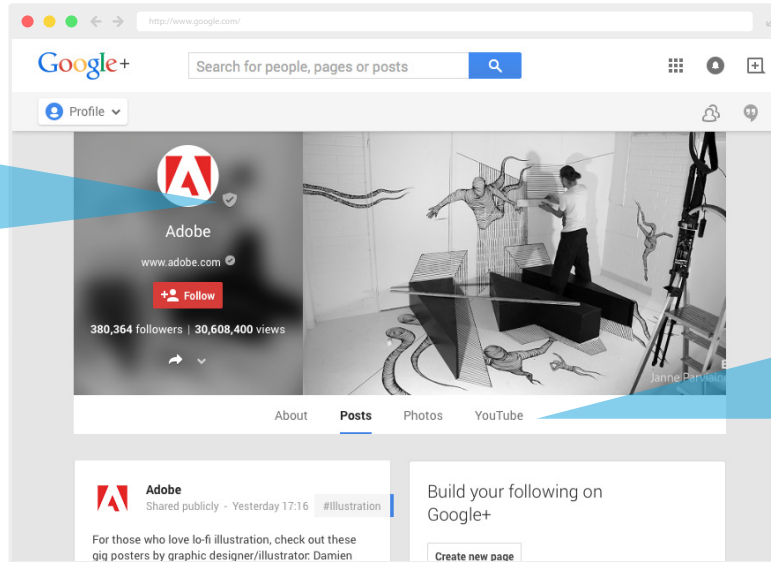 http://www.google.com/
Google+
Search for people, pages or posts
Profile
Adobe
www.adobe.com
Follow
380,364 followers | 30,608,400 views
Janne Parviaine
About Posts Photos YouTube
Adobe
Shared publicly - Yesterday 17:16 #Illustration
For those who love lo-fi illustration, check out these
gig posters by graphic designer/illustrator: Damien
Build your following on
Google+
Create new page